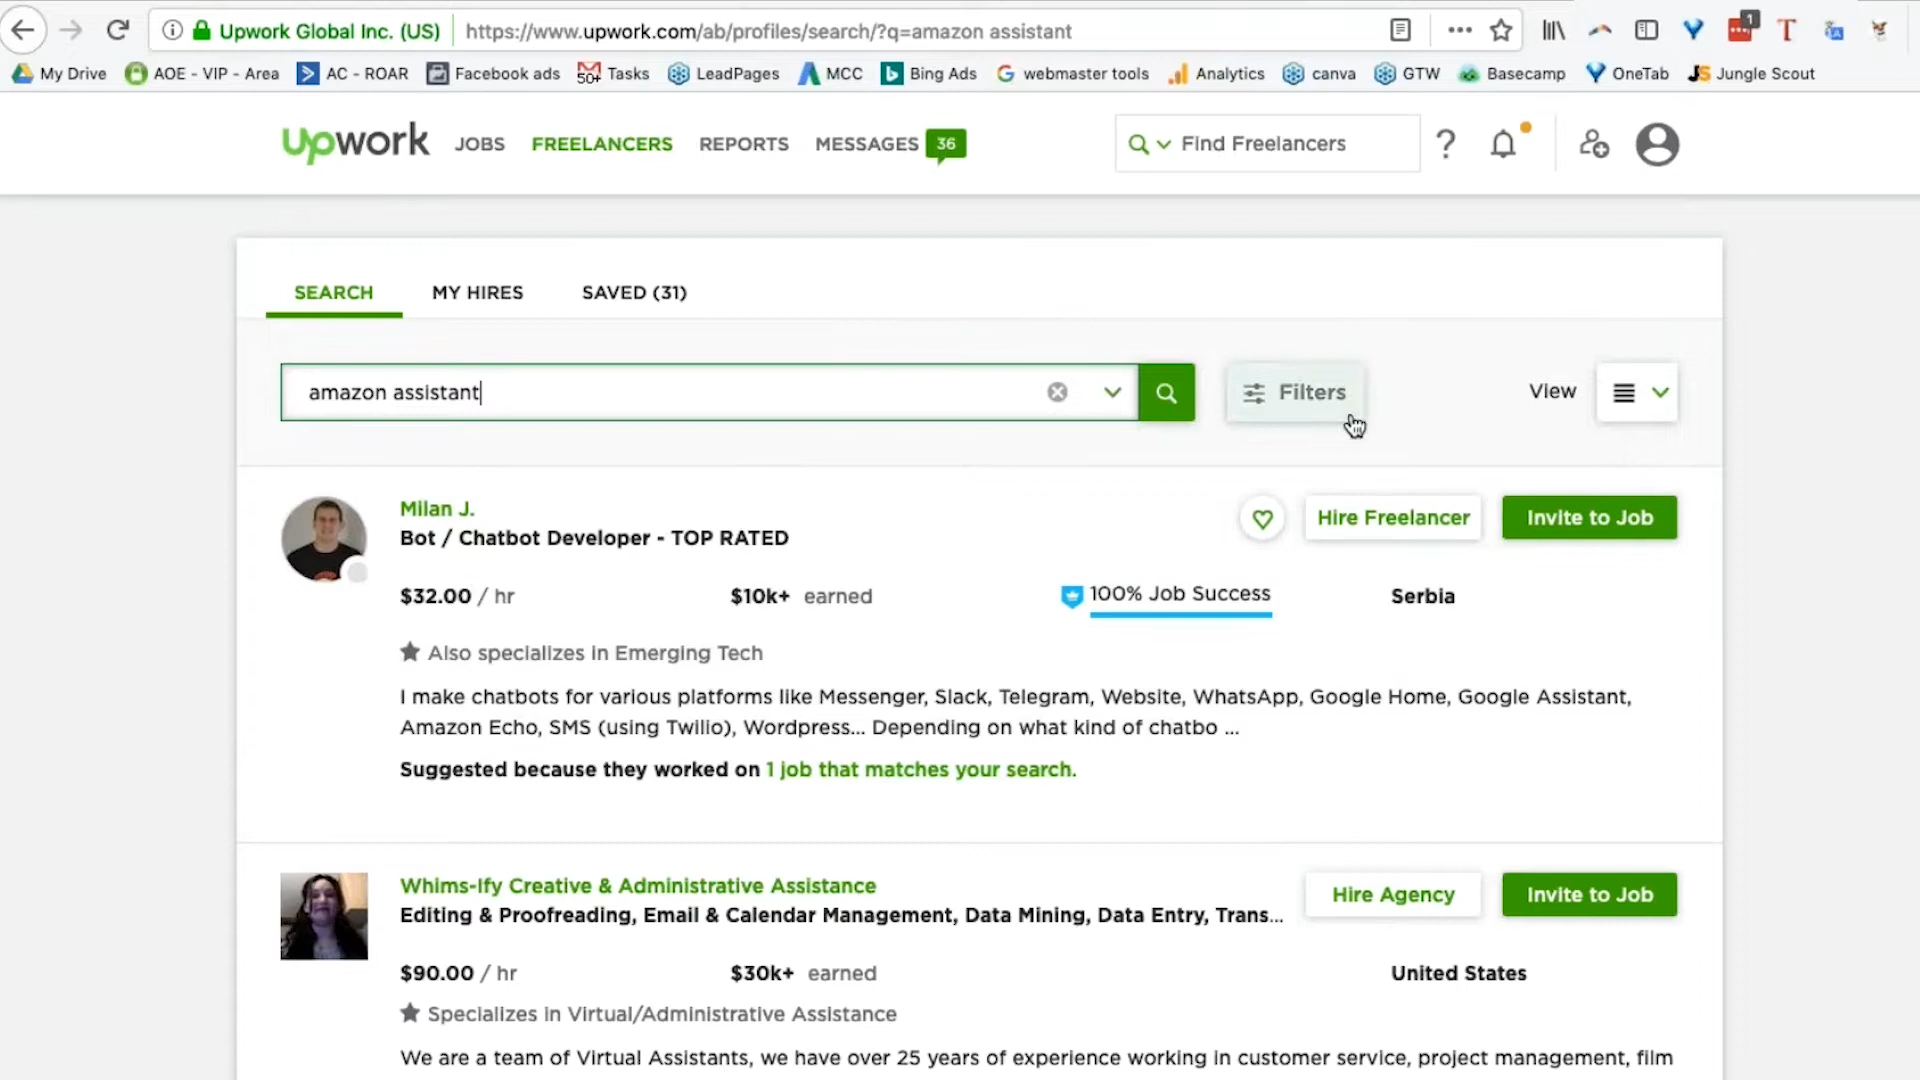 Upwork Global Inc. (US) https://www.upwork.com/ab/profiles/search/?q=amazon assistant 1
My Drive AOE - VIP - Area AC - ROAR Facebook ads 50+ Tasks LeadPages MCC Bing Ads webmaster tools Analytics canva GTW Basecamp OneTab Jungle Scout
upwork JOBS FREELANCERS REPORTS MESSAGES 36 Find Freelancers ?
SEARCH MY HIRES SAVED (31)
amazon assistant Filters View
Milan J. Hire Freelancer Invite to Job
Bot / Chatbot Developer - TOP RATED
$32.00 / hr $10k+ earned 100% Job Success Serbia
Also specializes in Emerging Tech
I make chatbots for various platforms like Messenger, Slack, Telegram, Website, WhatsApp, Google Home, Google Assistant,
Amazon Echo, SMS (using Twilio), Wordpress... Depending on what kind of chatbo ...
Suggested because they worked on 1 job that matches your search.
Whims-Ify Creative & Administrative Assistance Hire Agency Invite to Job
Editing & Proofreading, Email & Calendar Management, Data Mining, Data Entry, Trans...
$90.00 / hr $30k+ earned United States
Specializes in Virtual/Administrative Assistance
We are a team of Virtual Assistants, we have over 25 years of experience working in customer service, project management, film